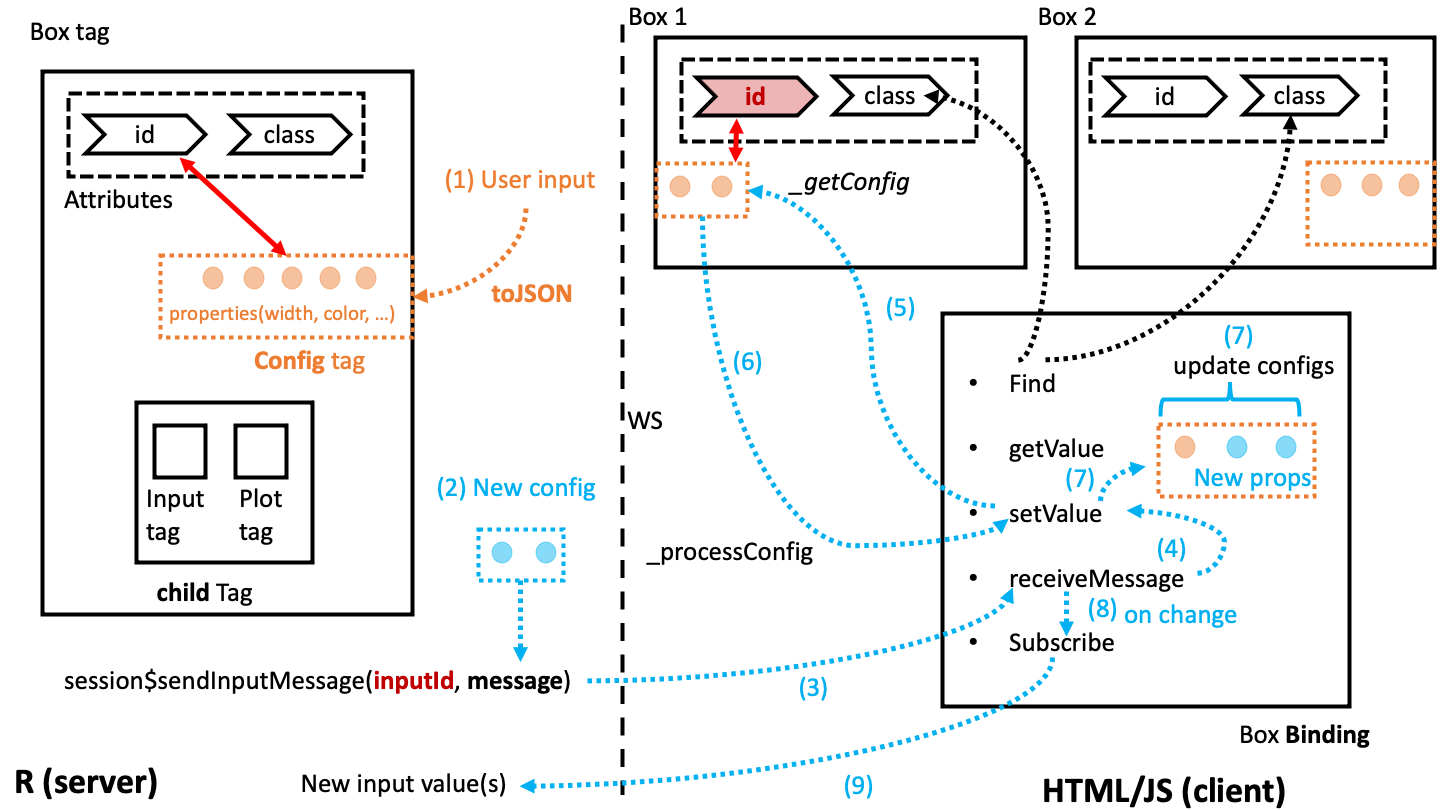 Box tag
id
class
Attributes
(1) User input
toJSON
properties(width, color, ...)
Config tag
Input
tag
Plot
tag
child Tag
(2) New config
session$sendInputMessage(inputId, message)
R (server)
New input value(s)
WS
Box 1
id
class
_getConfig
(5)
(6)
_processConfig
(3)
(9)
Box 2
id
class
(7)
update configs
New props
• Find
• getValue
(7)
• setValue
(4)
• receiveMessage
(8) on change
• Subscribe
Box Binding
HTML/JS (client)